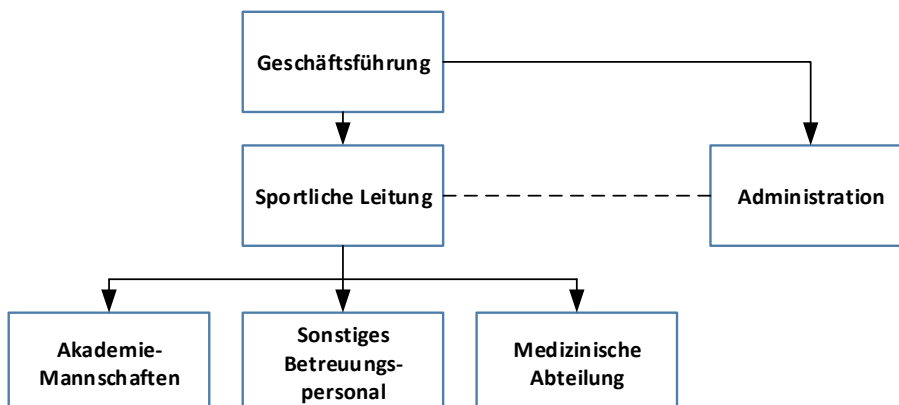 Geschäftsführung
Sportliche Leitung
Administration
Akademie-
Mannschaften
Sonstiges
Betreuungs-
personal
Medizinische
Abteilung